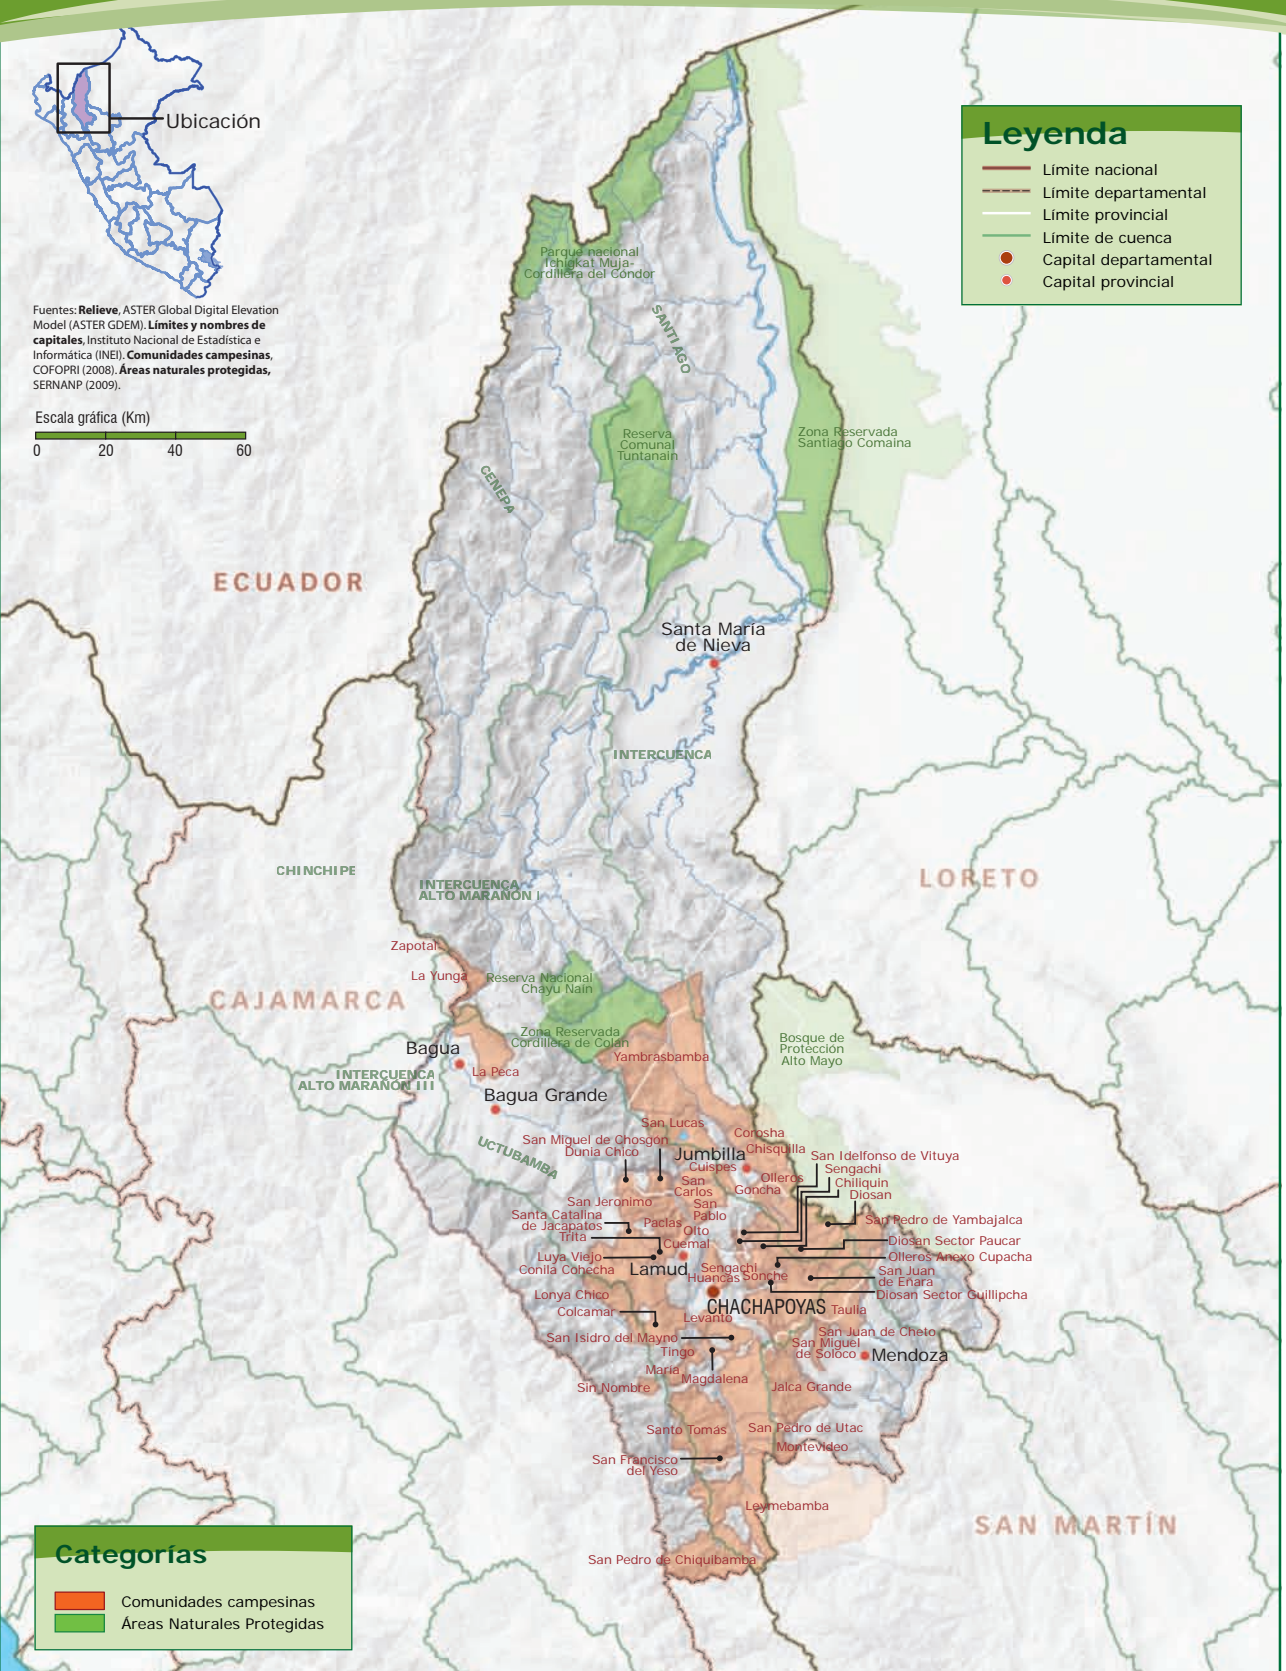 Ubicación
Fuentes: Relieve, ASTER Global Digital Elevation
Model (ASTER GDEM). Límites y nombres de
capitales, Instituto Nacional de Estadística e
Informática (INEI). Comunidades campesinas,
COFOPRI (2008). Áreas naturales protegidas,
SERNANP (2009).
Escala gráfica (Km)
0 20 40 60
Leyenda
Límite nacional
Límite departamental
Límite provincial
Límite de cuenca
Capital departamental
Capital provincial
Parque nacional
Ichigkat Muja-
Cordillera del Cóndor
SANTIAGO
Reserva
Comunal
Tuntanain
Zona Reservada
Santiago Comaina
CENEPA
ECUADOR
Santa María
de Nieva
INTERCUENCA
CHINCHIPE
INTERCUENCA
ALTO MARAÑÓN I
LORETO
Zapotal
La Yunga
Reserva Nacional
Chayu Naín
CAJAMARCA
Zona Reservada
Cordillera de Colán
Bosque de
Protección
Alto Mayo
Bagua
Yambrasbamba
La Peca
INTERCUENCA
ALTO MARAÑÓN III
Bagua Grande
San Lucas
Corosha
UCTUBAMBA
San Miguel de Chosgón
Dunia Chico
Jumbilla
Chisquilla
San Idelfonso de Vituya
Cuispes
Sengachi
Olleros
Chiliquin
San
Carlos
Goncha
Diosan
San Jeronimo
San
Pablo
Santa Catalina
de Jacapatos
Paclas
San Pedro de Yambajalca
Olto
Trita
Cuemal
Diosan Sector Paucar
Luya Viejo
Olleros Anexo Cupacha
Conila Cohecha
Lamud
Sengachi
Huancas
Sonche
San Juan
de Eñara
Lonya Chico
Diosan Sector Guillipcha
CHACHAPOYAS
Taulia
Colcamar
Levanto
San Juan de Cheto
San Isidro del Mayno
San Miguel
de Soloco
Tingo
Mendoza
María
Magdalena
Sin Nombre
Jalca Grande
Santo Tomás
San Pedro de Utac
Montevideo
San Francisco
del Yeso
Leymebamba
SAN MARTÍN
San Pedro de Chiquibamba
Categorías
Comunidades campesinas
Áreas Naturales Protegidas